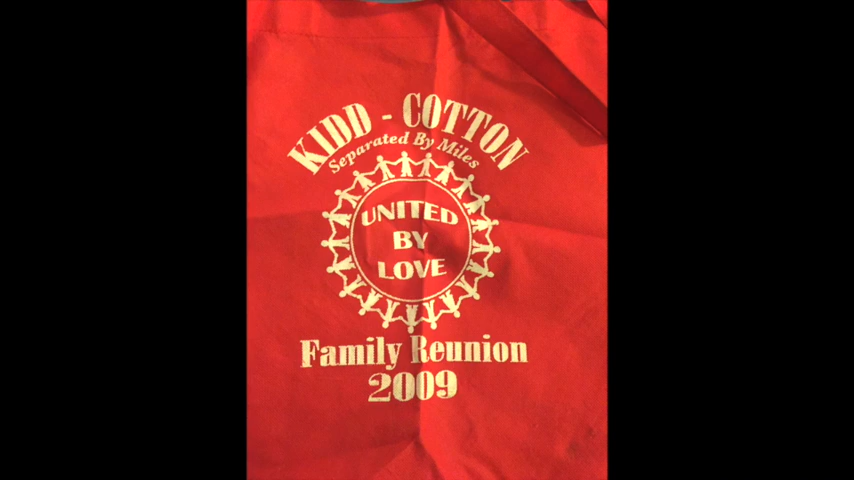 KIDD - COTTON
Separated By Miles
UNITED
BY
LOVE
Family Reunion
2009